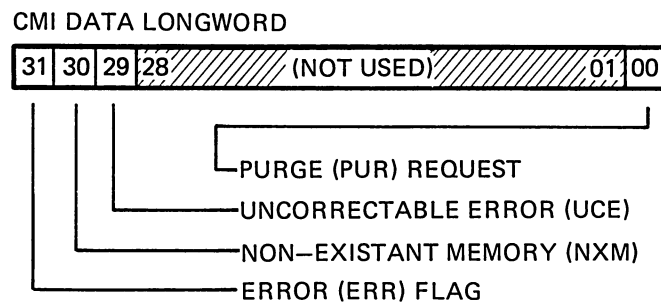 CMI DATA LONGWORD
31 30 29 28 (NOT USED) 01 00
PURGE (PUR) REQUEST
UNCORRECTABLE ERROR (UCE)
NON–EXISTANT MEMORY (NXM)
ERROR (ERR) FLAG